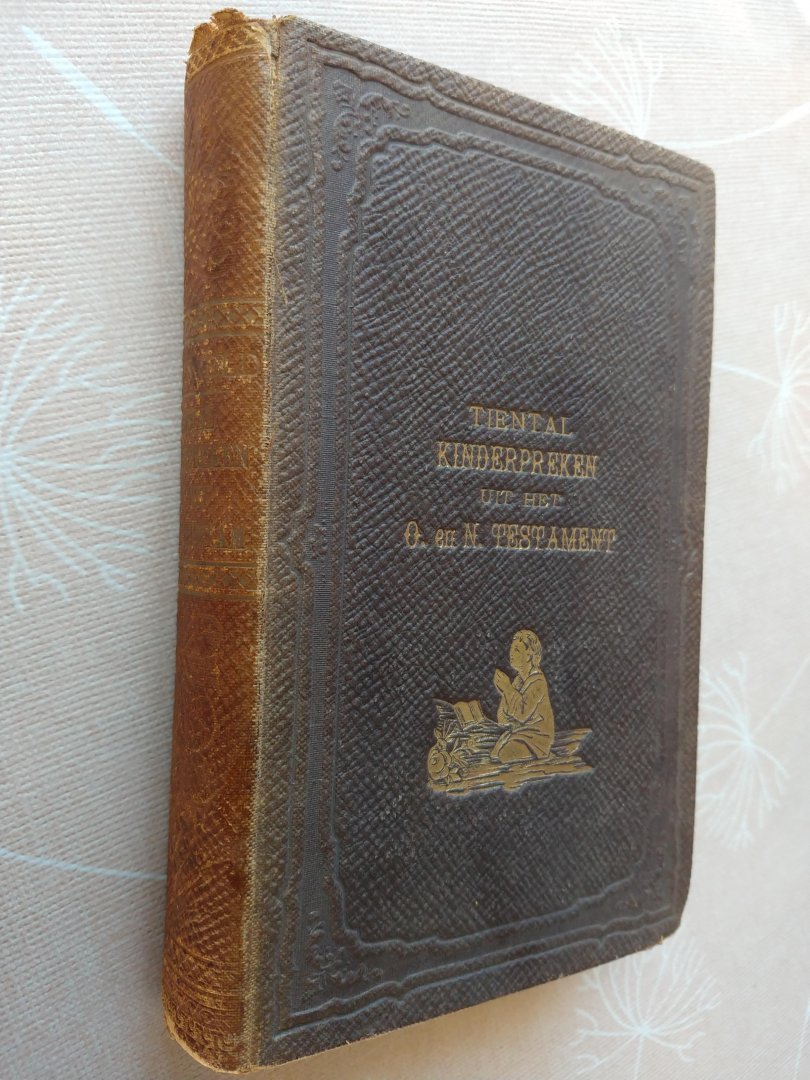 TIENTAL
KINDERPREKEN
UIT HET
O. en N. TESTAMENT